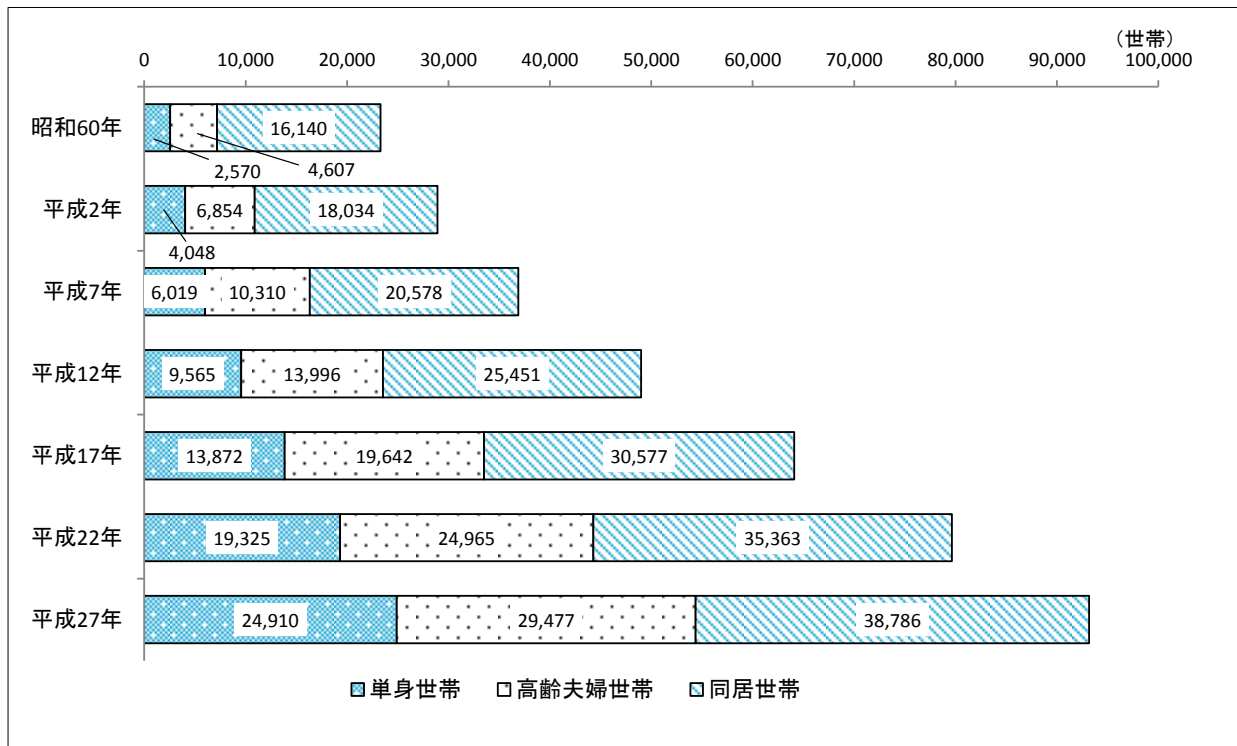 （世帯）
0 10,000 20,000 30,000 40,000 50,000 60,000 70,000 80,000 90,000 100,000
昭和60年 16,140
2,570 4,607
平成2年 6,854 18,034
4,048
平成7年 6,019 10,310 20,578
平成12年 9,565 13,996 25,451
平成17年 13,872 19,642 30,577
平成22年 19,325 24,965 35,363
平成27年 24,910 29,477 38,786
単身世帯 高齢夫婦世帯 同居世帯